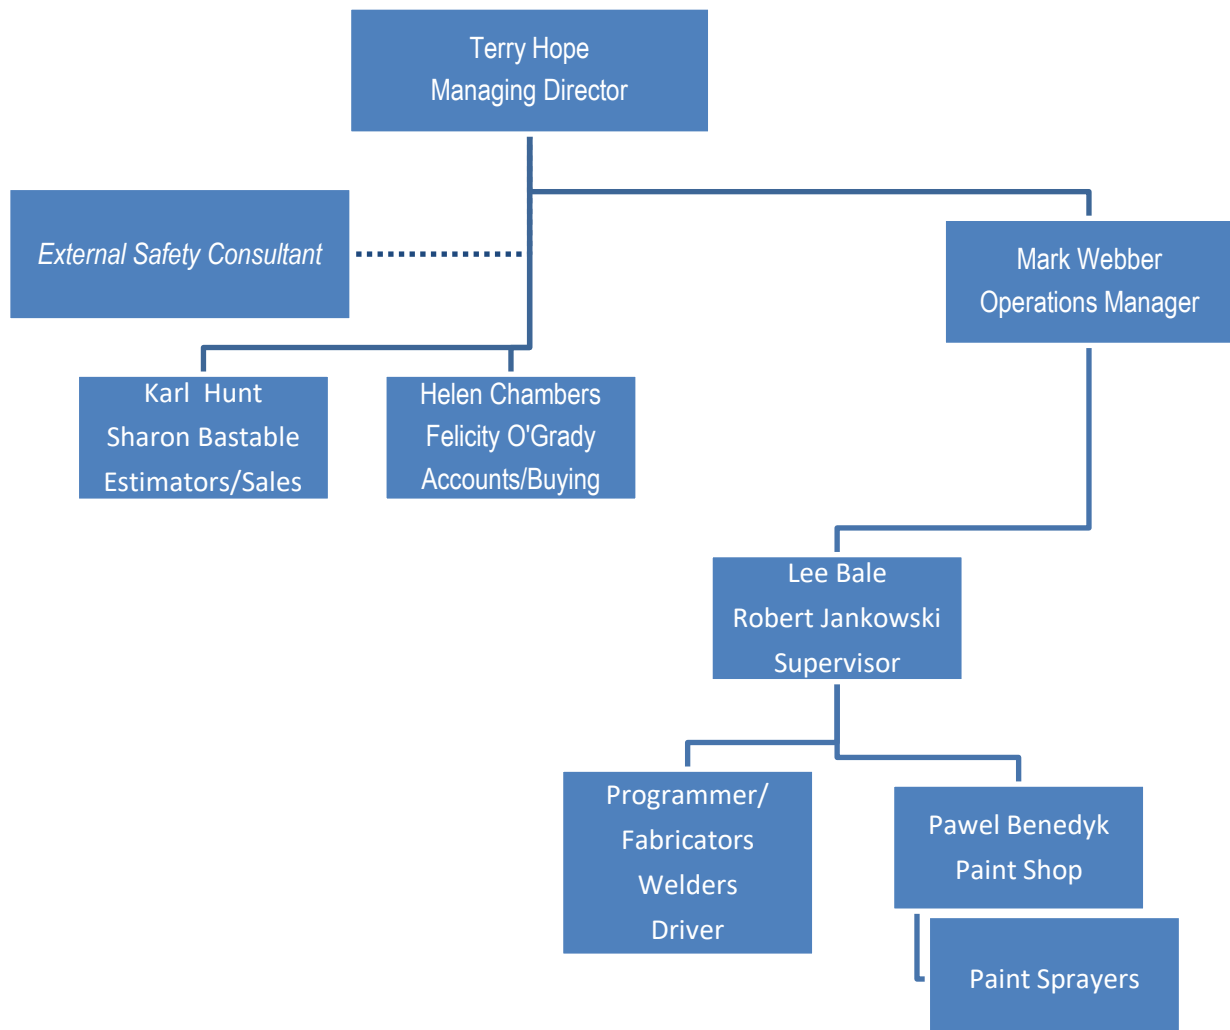 Terry Hope
Managing Director
External Safety Consultant
Mark Webber
Operations Manager
Karl  Hunt
Sharon Bastable
Estimators/Sales
Helen Chambers
Felicity O'Grady
Accounts/Buying
Lee Bale
Robert Jankowski
Supervisor
Programmer/
Fabricators
Welders
Driver
Pawel Benedyk
Paint Shop
Paint Sprayers